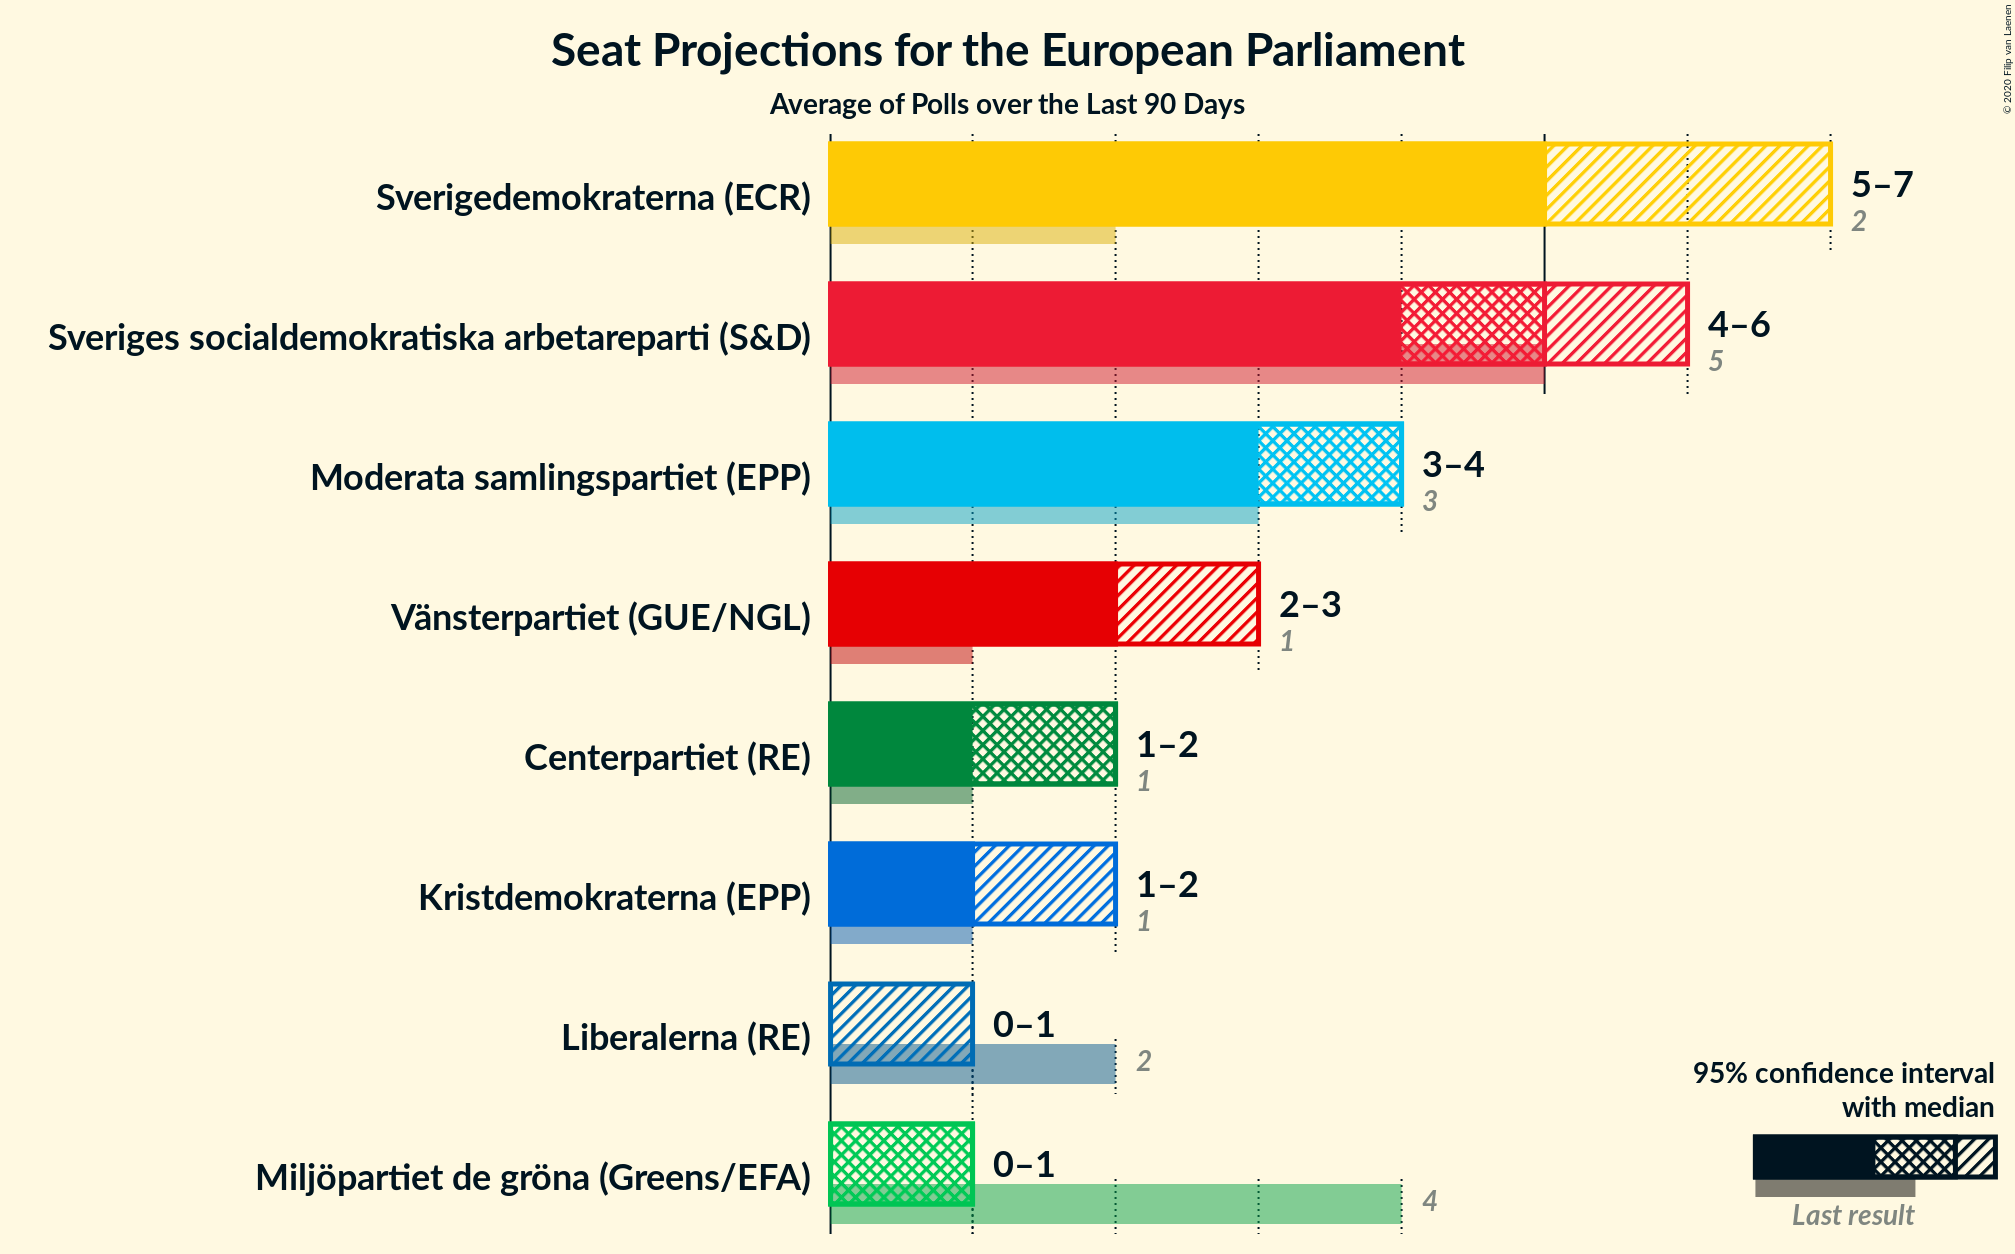 Seat Projections for the European Parliament
Average of Polls over the Last 90 Days
© 2020 Filip van Laenen
Sverigedemokraterna (ECR)
5–7
2
Sveriges socialdemokratiska arbetareparti (S&D)
4–6
5
Moderata samlingspartiet (EPP)
3–4
3
Vänsterpartiet (GUE/NGL)
2–3
1
Centerpartiet (RE)
1–2
1
Kristdemokraterna (EPP)
1–2
1
Liberalerna (RE)
0–1
2
Miljöpartiet de gröna (Greens/EFA)
0–1
4
95% confidence interval
with median
Last result